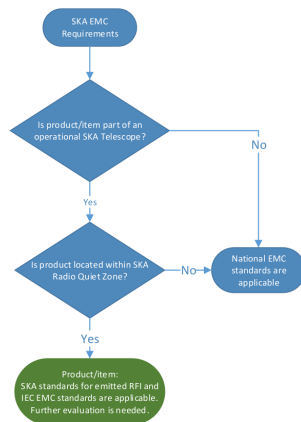 SKA EMC
Requirements
Is product/item part of an
operational SKA Telescope?
No
Yes
Is product located within SKA
Radio Quiet Zone?
No
National EMC
standards are
applicable
Yes
Product/item:
SKA standards for emitted RFI and
IEC EMC standards are applicable.
Further evaluation is needed.